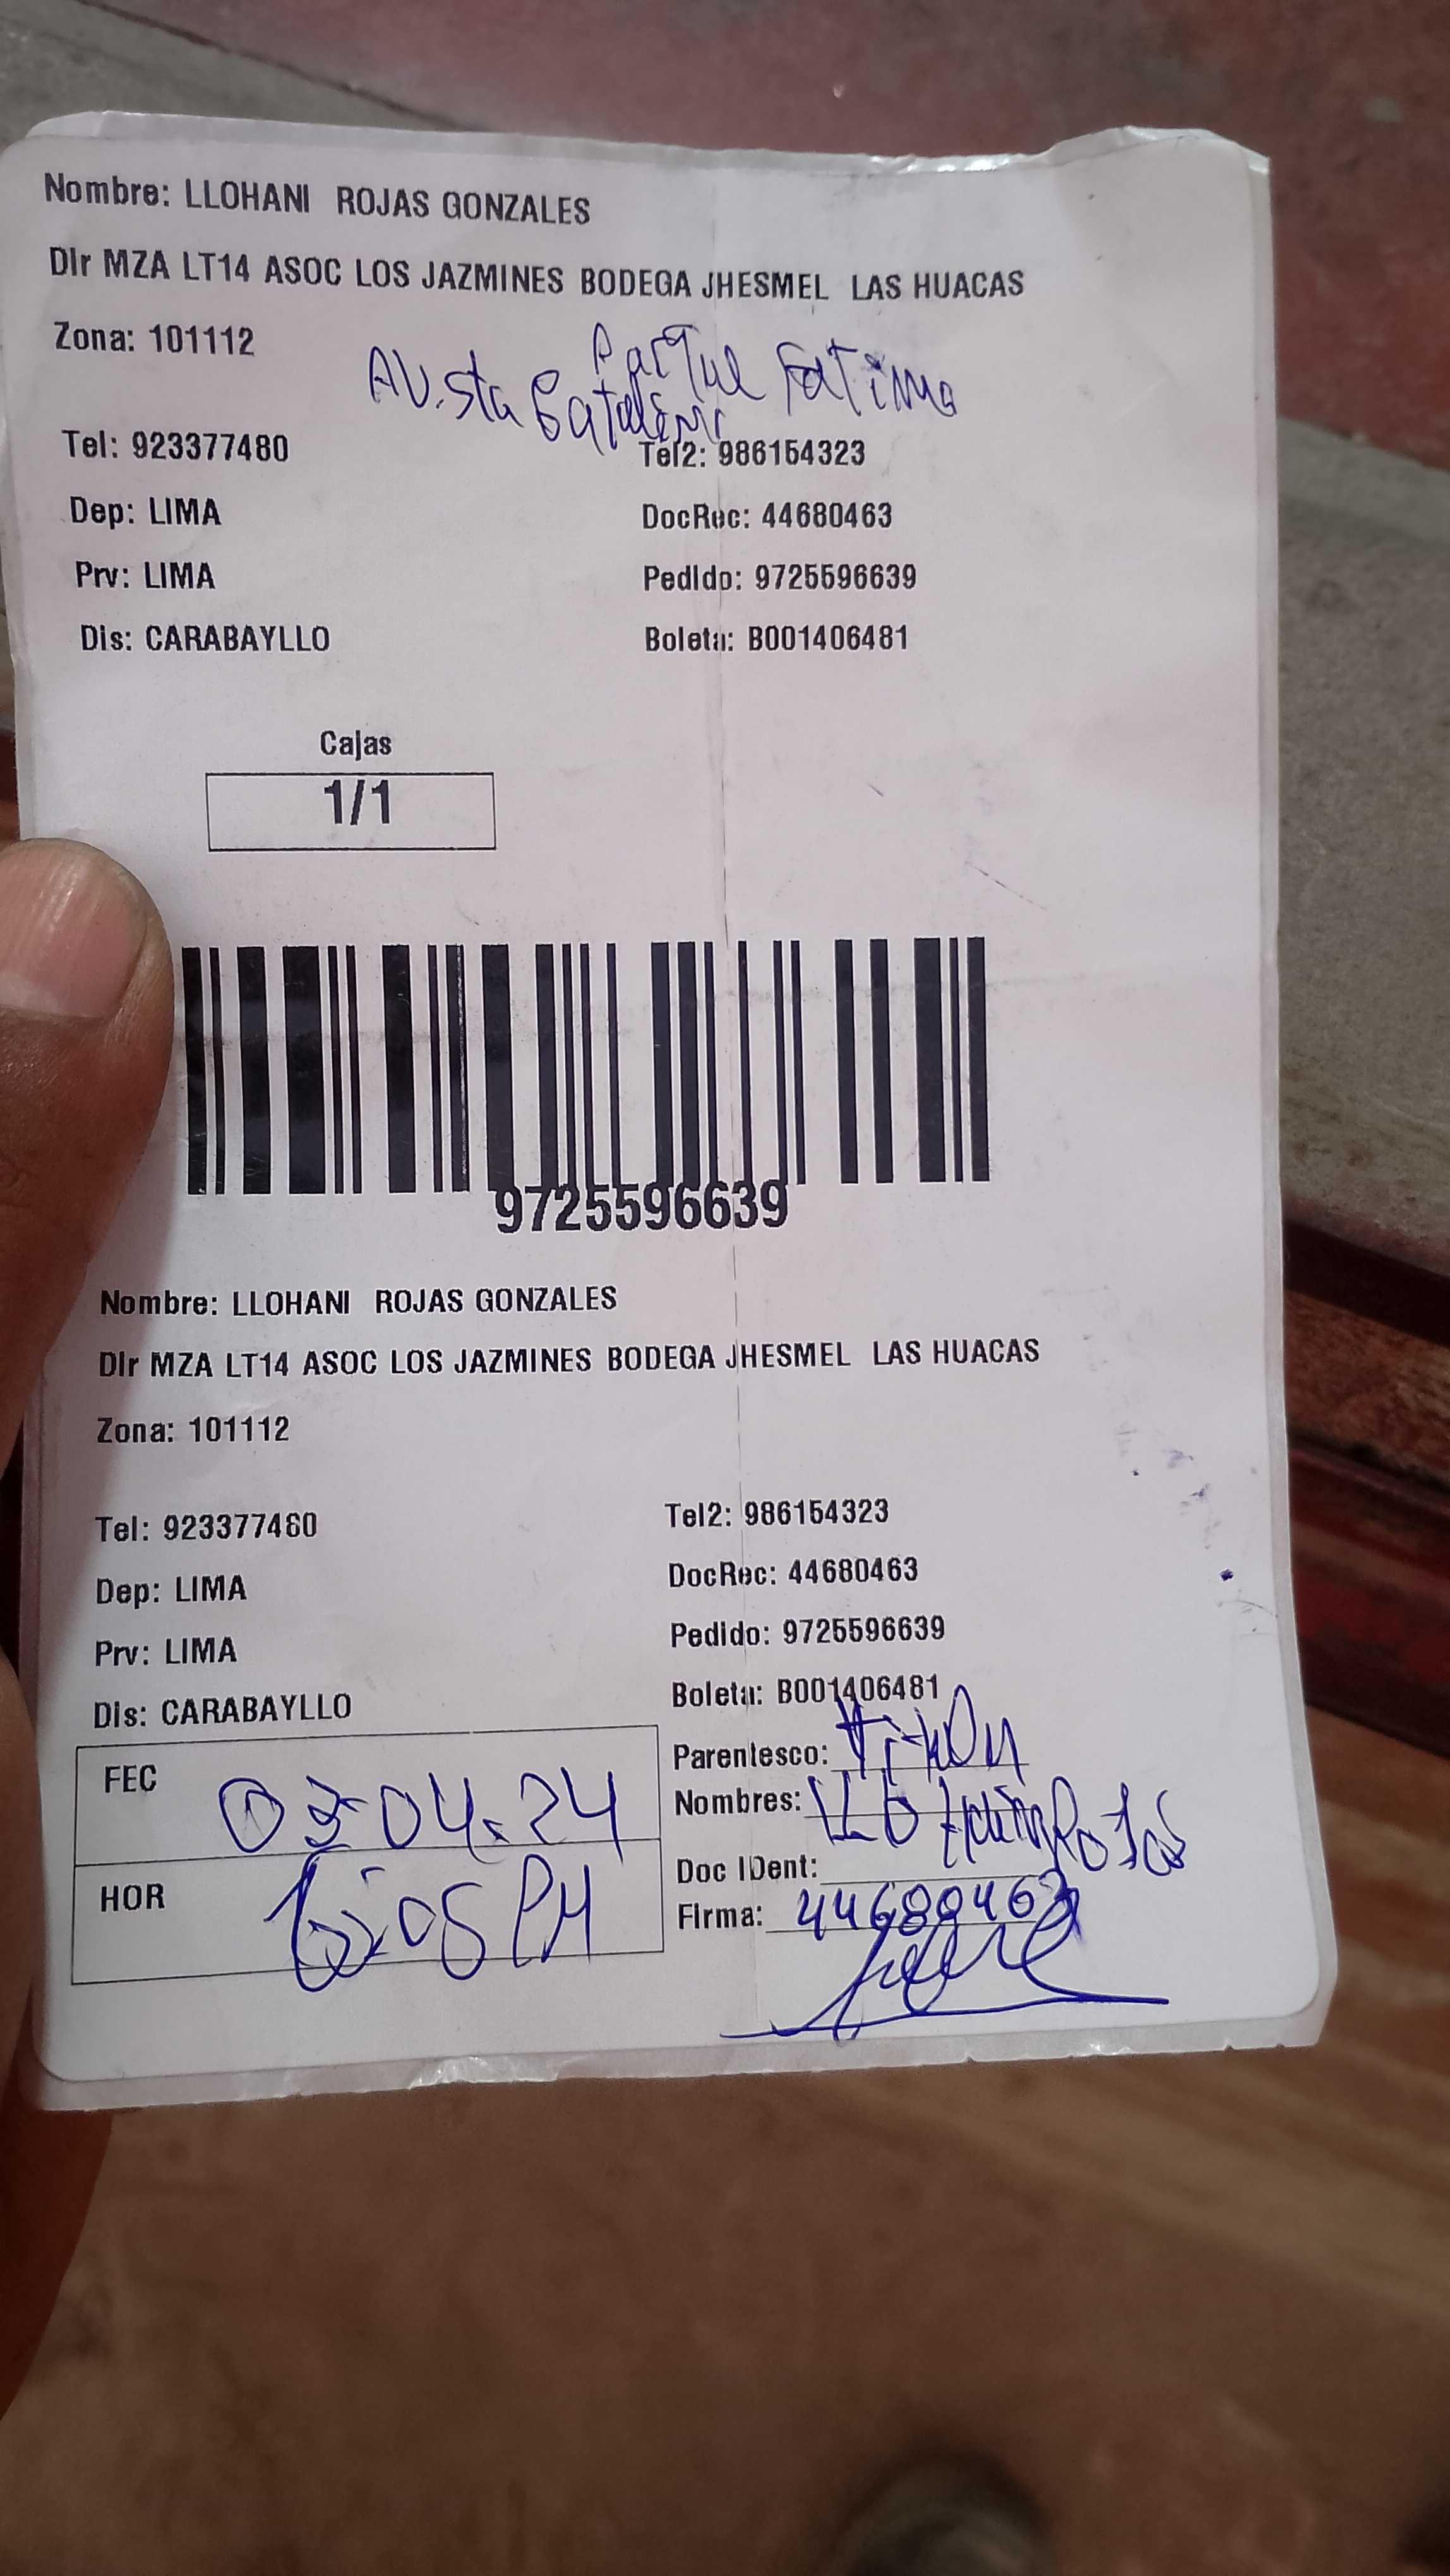 Nombre: LLOHANI ROJAS GONZALES
Dir MZA LT14 ASOC LOS JAZMINES BODEGA JHESMEL LAS HUACAS
Zona: 101112
Fatima
AV. Sta
Tel: 923377480 Tel2: 986154323
Dep: LIMA DocRec: 44680463
Prv: LIMA Pedido: 9725596639
Dis: CARABAYLLO Boleta: B001406481
Cajas
1/1
9725596639
Nombre: LLOHANI ROJAS GONZALES
Dir MZA LT14 ASOC LOS JAZMINES BODEGA JHESMEL LAS HUACAS
Zona: 101112
Tel: 923377480 Tel2: 986154323
Dep: LIMA DocRec: 44680463
Prv: LIMA Pedido: 9725596639
Dis: CARABAYLLO Boleta: B001406481
FEC Parentesco:
Nombres: Rojas
HOR Doc IDent:
Firma: 44680463